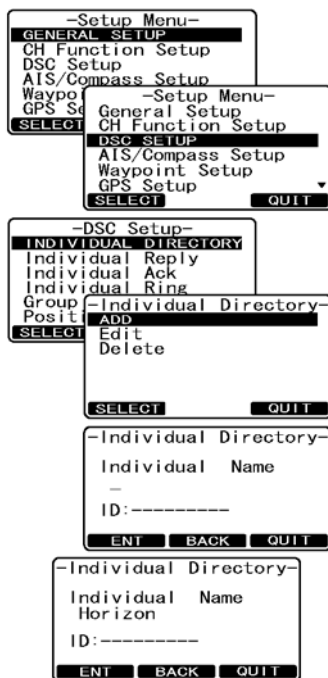 -Setup Menu-
GENERAL SETUP
CH Function Setup
DSC Setup
AIS/Compass Setup
Waypoi
GPS Se
SELECT
-Setup Menu-
General Setup
CH Function Setup
DSC SETUP
AIS/Compass Setup
Waypoint Setup
GPS Setup
SELECT QUIT
-DSC Setup-
INDIVIDUAL DIRECTORY
Individual Reply
Individual Ack
Individual Ring
Group
Positi
SELECT
-Individual Directory-
ADD
Edit
Delete
SELECT QUIT
-Individual Directory-
Individual Name
_
ID:---------
ENT BACK QUIT
-Individual Directory-
Individual Name
Horizon
ID:---------
ENT BACK QUIT